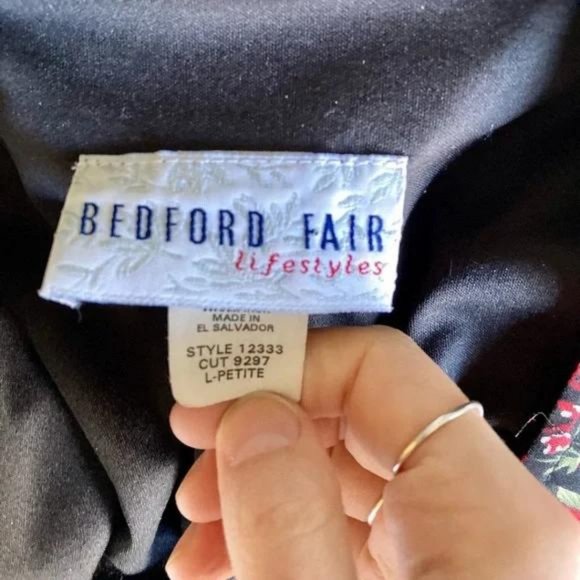 BEDFORD FAIR
lifestyles
MADE IN
EL SALVADOR
STYLE 12333
CUT 9297
L-PETITE